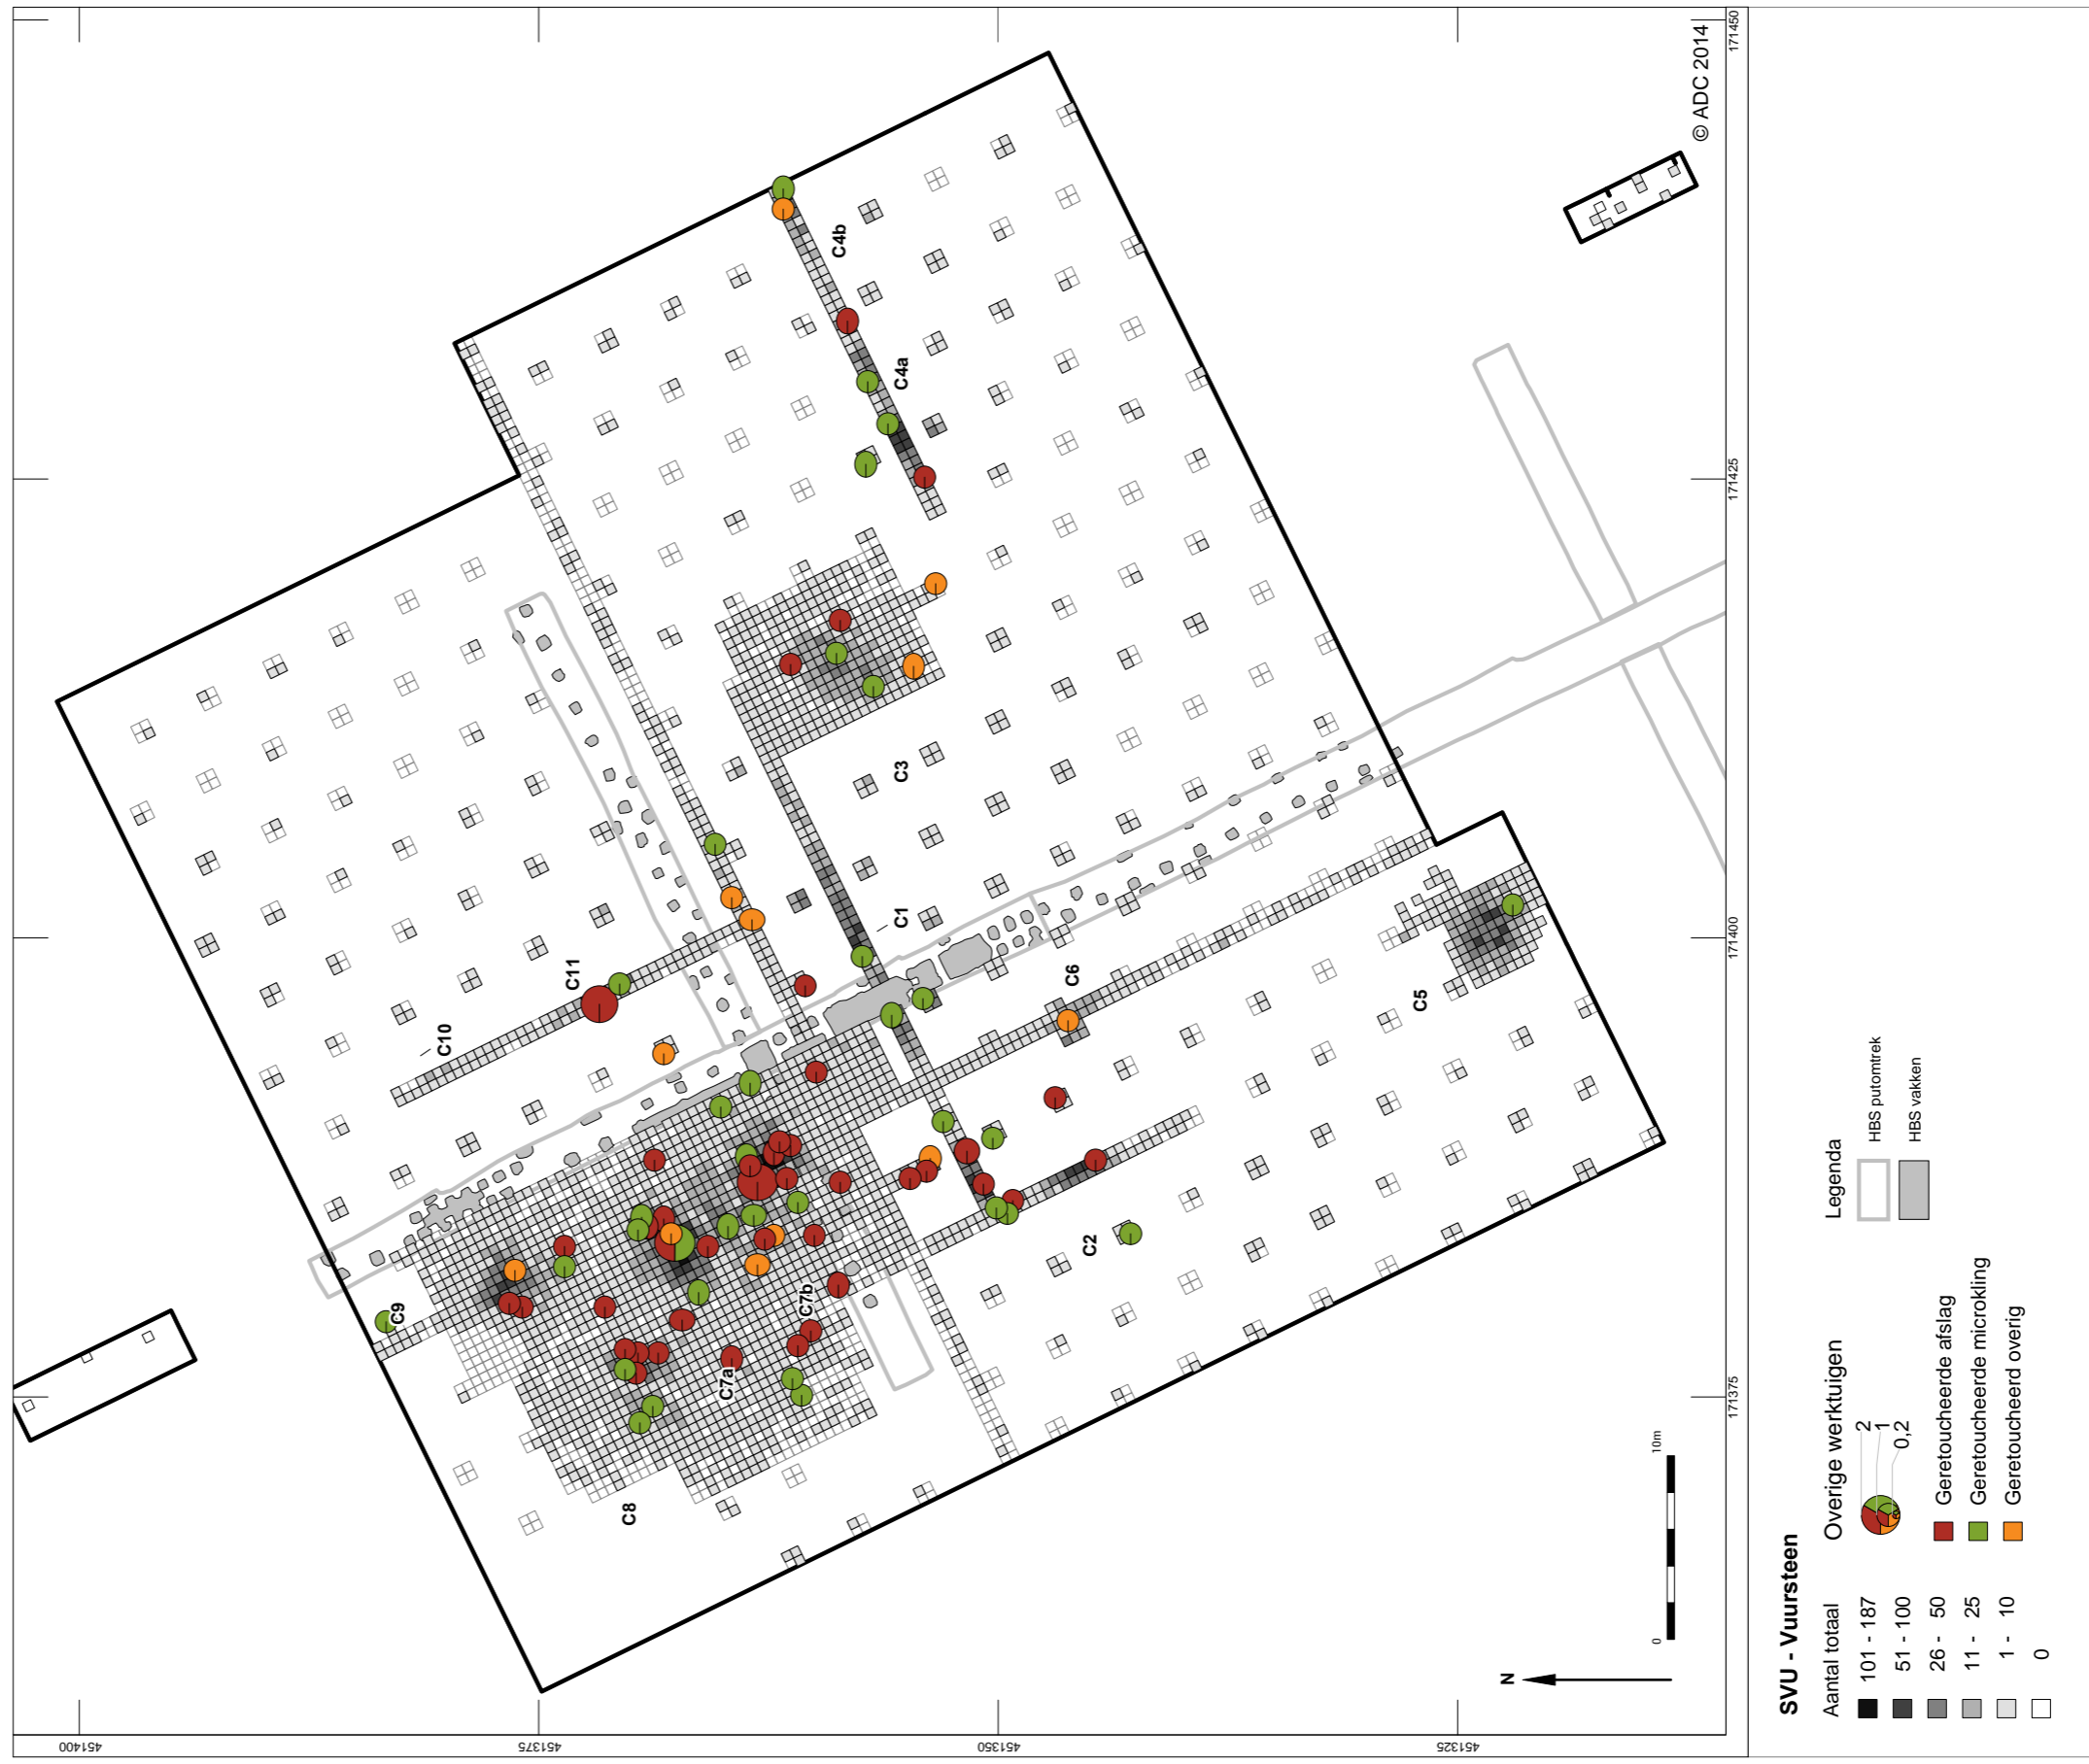 451400
451375
451350
451325
171450
171425
171400
171375
© ADC 2014
C4b
C4a
C3
C1
C11
C10
C6
C5
C9
C2
C7b
C7a
C8
0
10m
N
SVU - Vuursteen
Aantal totaal
101 - 187
51 - 100
26 - 50
11 - 25
1 - 10
0
Overige werktuigen
2
1
0,2
Geretoucheerde afslag
Geretoucheerde microkling
Geretoucheerd overig
Legenda
HBS putomtrek
HBS vakken